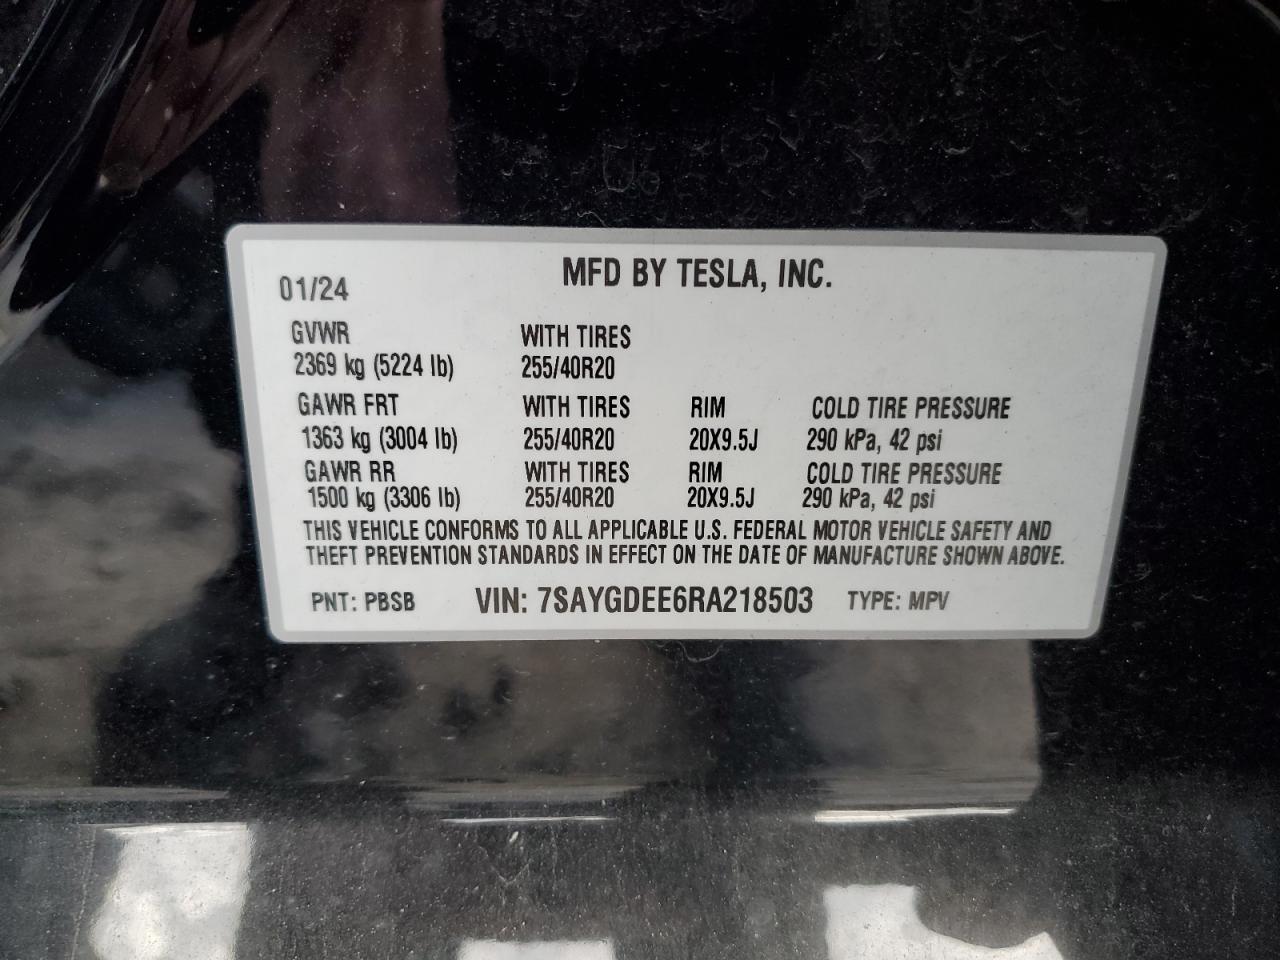 MFD BY TESLA, INC.
01/24
GVWR WITH TIRES
2369 kg (5224 lb) 255/40R20
GAWR FRT WITH TIRES RIM COLD TIRE PRESSURE
1363 kg (3004 lb) 255/40R20 20X9.5J 290 kPa, 42 psi
GAWR RR WITH TIRES RIM COLD TIRE PRESSURE
1500 kg (3306 lb) 255/40R20 20X9.5J 290 kPa, 42 psi
THIS VEHICLE CONFORMS TO ALL APPLICABLE U.S. FEDERAL MOTOR VEHICLE SAFETY AND
THEFT PREVENTION STANDARDS IN EFFECT ON THE DATE OF MANUFACTURE SHOWN ABOVE.
PNT: PBSB VIN: 7SAYGDEE6RA218503 TYPE: MPV